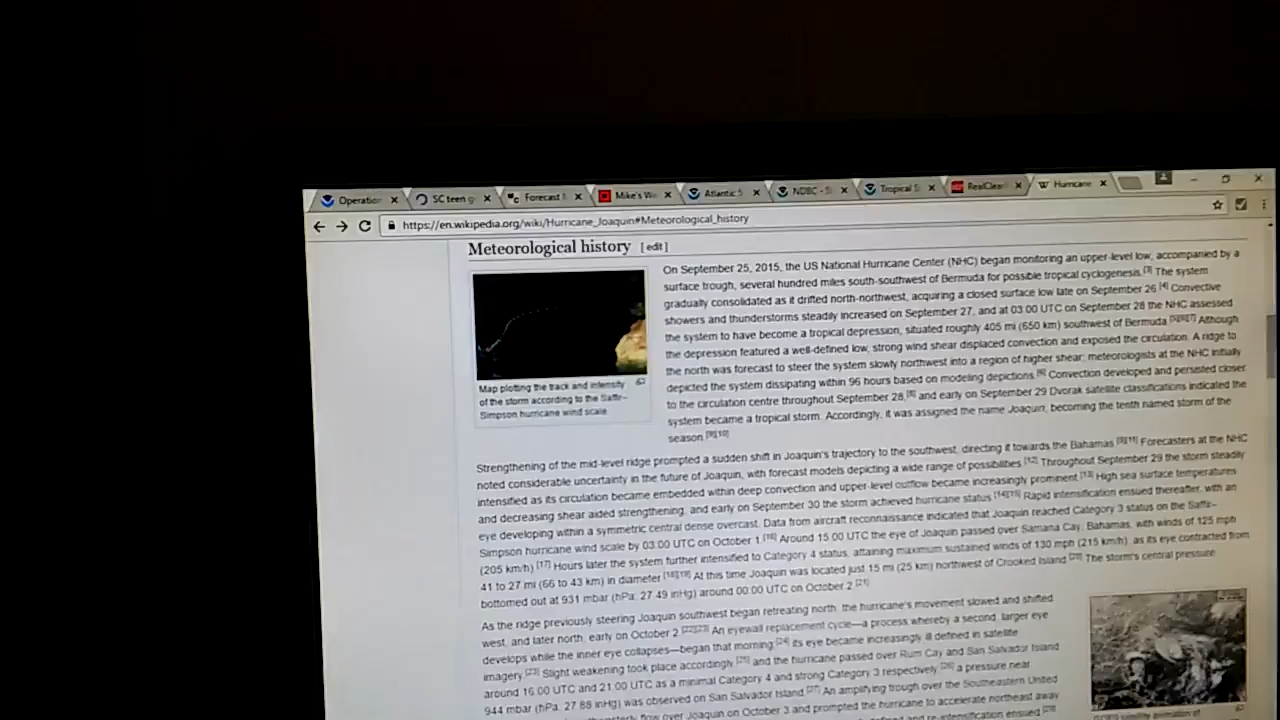 Operation
SC teen g
Forecast
Mike's We
Atlantic S
NDBC - S
Tropical S
RealClear
Hurricane
https://en.wikipedia.org/wiki/Hurricane_Joaquin#Meteorological_history
Meteorological history [ edit ]
On September 25, 2015, the US National Hurricane Center (NHC) began monitoring an upper-level low, accompanied by a
surface trough, several hundred miles south-southwest of Bermuda for possible tropical cyclogenesis.[3] The system
gradually consolidated as it drifted north-northwest, acquiring a closed surface low late on September 26.[4] Convective
showers and thunderstorms steadily increased on September 27, and at 03:00 UTC on September 28 the NHC assessed
the system to have become a tropical depression, situated roughly 405 mi (650 km) southwest of Bermuda. Although
the depression featured a well-defined low, strong wind shear displaced convection and exposed the circulation. A ridge to
the north was forecast to steer the system slowly northwest into a region of higher shear; meteorologists at the NHC initially
depicted the system dissipating within 96 hours based on modeling depictions. Convection developed and persisted closer
to the circulation centre throughout September 28, and early on September 29 Dvorak satellite classifications indicated the
system became a tropical storm. Accordingly, it was assigned the name Joaquin, becoming the tenth named storm of the
season.[9][10]
Map plotting the track and intensity
of the storm according to the Saffir–
Simpson hurricane wind scale
Strengthening of the mid-level ridge prompted a sudden shift in Joaquin's trajectory to the southwest, directing it towards the Bahamas. Forecasters at the NHC
noted considerable uncertainty in the future of Joaquin, with forecast models depicting a wide range of possibilities.[12] Throughout September 29 the storm steadily
intensified as its circulation became embedded within deep convection and upper-level outflow became increasingly prominent.[13] High sea surface temperatures
and decreasing shear aided strengthening, and early on September 30 the storm achieved hurricane status.[14][15] Rapid intensification ensued thereafter, with an
eye developing within a symmetric central dense overcast. Data from aircraft reconnaissance indicated that Joaquin reached Category 3 status on the Saffir–
Simpson hurricane wind scale by 03:00 UTC on October 1.[16] Around 15:00 UTC the eye of Joaquin passed over Samana Cay, Bahamas, with winds of 125 mph
(205 km/h).[17] Hours later the system further intensified to Category 4 status, attaining maximum sustained winds of 130 mph (215 km/h), as its eye contracted from
41 to 27 mi (66 to 43 km) in diameter.[18][19] At this time Joaquin was located just 15 mi (25 km) northwest of Crooked Island.[20] The storm's central pressure
bottomed out at 931 mbar (hPa; 27.49 inHg) around 00:00 UTC on October 2.[21]
As the ridge previously steering Joaquin southwest began retreating north, the hurricane's movement slowed and shifted
west, and later north, early on October 2.[22][23] An eyewall replacement cycle—a process whereby a second, larger eye
develops while the inner eye collapses—began that morning;[24] its eye became increasingly ill defined in satellite
imagery.[23] Slight weakening took place accordingly,[25] and the hurricane passed over Rum Cay and San Salvador Island
around 16:00 UTC and 21:00 UTC as a minimal Category 4 and strong Category 3 respectively;[26] a pressure near
944 mbar (hPa; 27.88 inHg) was observed on San Salvador Island.[27] An amplifying trough over the Southeastern United
flow over Joaquin on October 3 and prompted the hurricane to accelerate northeast away
and re-intensification ensued.